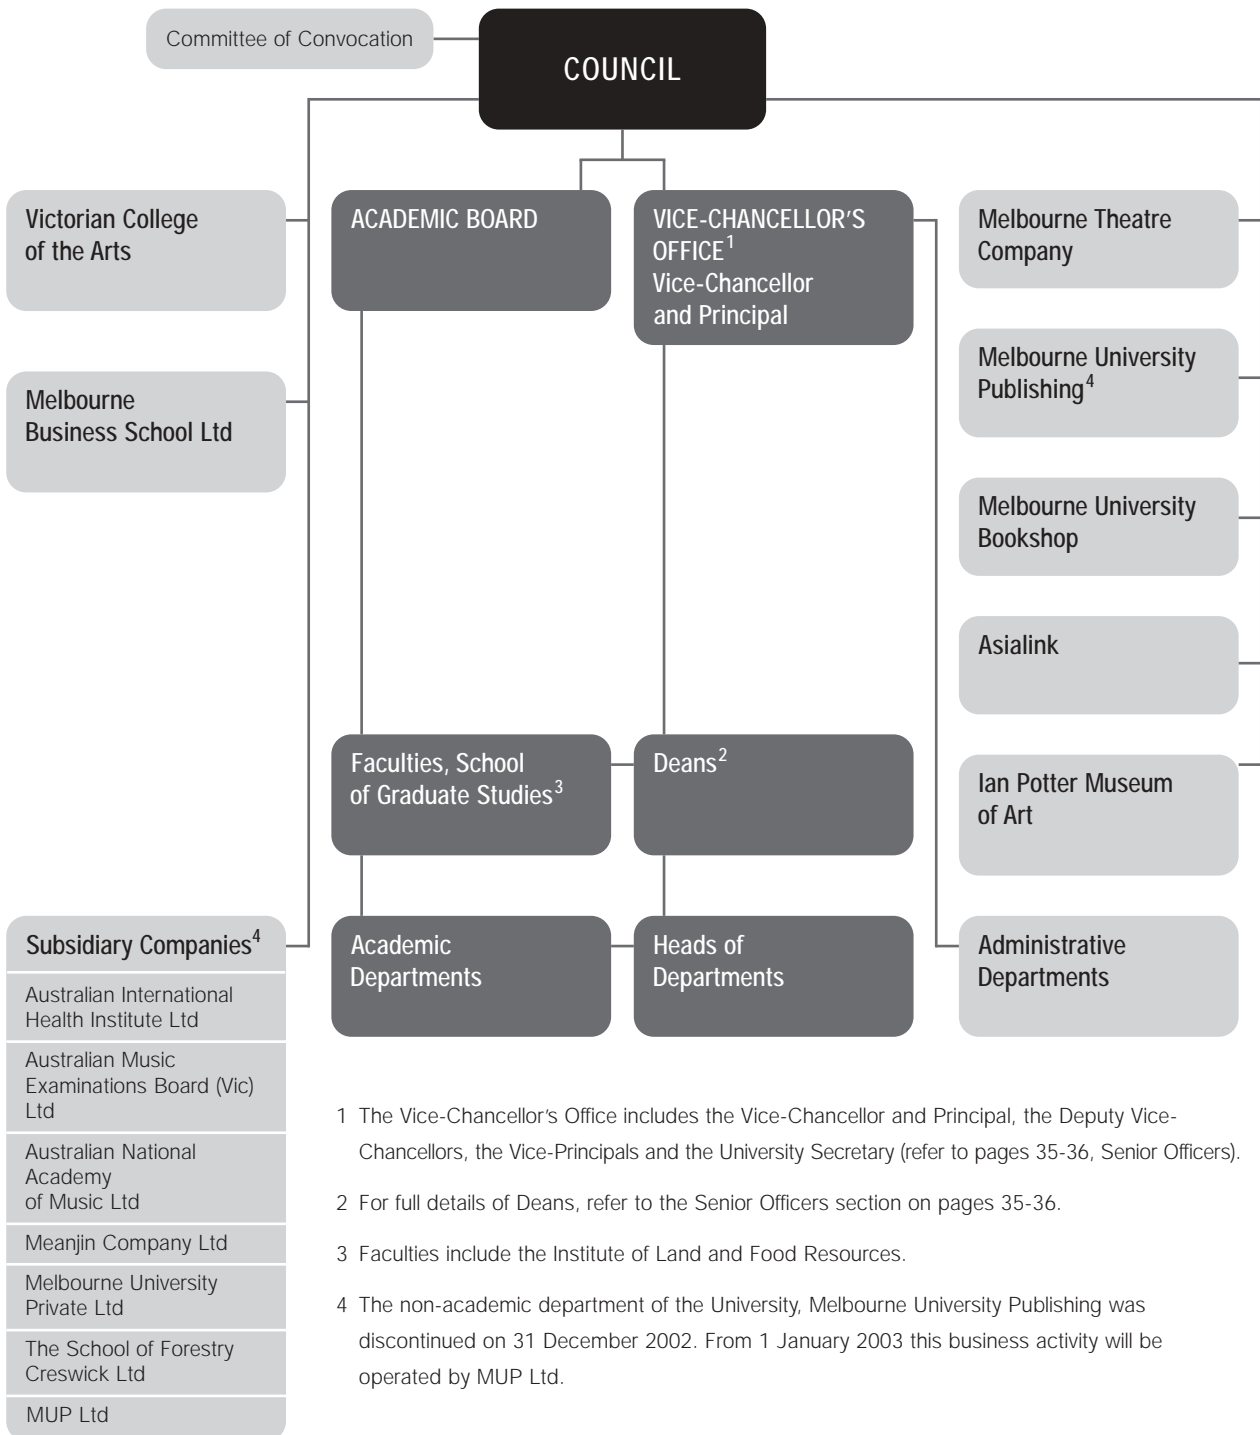 Committee of Convocation
COUNCIL
Victorian College
of the Arts
ACADEMIC BOARD
VICE-CHANCELLOR'S
OFFICE1
Vice-Chancellor
and Principal
Melbourne Theatre
Company
Melbourne
Business School Ltd
Melbourne University
Publishing4
Melbourne University
Bookshop
Asialink
Faculties, School
of Graduate Studies3
Deans2
Ian Potter Museum
of Art
Subsidiary Companies4
Academic
Departments
Heads of
Departments
Administrative
Departments
Australian International
Health Institute Ltd
Australian Music
Examinations Board (Vic)
Ltd
Australian National
Academy
of Music Ltd
Meanjin Company Ltd
Melbourne University
Private Ltd
The School of Forestry
Creswick Ltd
MUP Ltd
1 The Vice-Chancellor's Office includes the Vice-Chancellor and Principal, the Deputy Vice-
Chancellors, the Vice-Principals and the University Secretary (refer to pages 35-36, Senior Officers).
2 For full details of Deans, refer to the Senior Officers section on pages 35-36.
3 Faculties include the Institute of Land and Food Resources.
4 The non-academic department of the University, Melbourne University Publishing was
discontinued on 31 December 2002. From 1 January 2003 this business activity will be
operated by MUP Ltd.